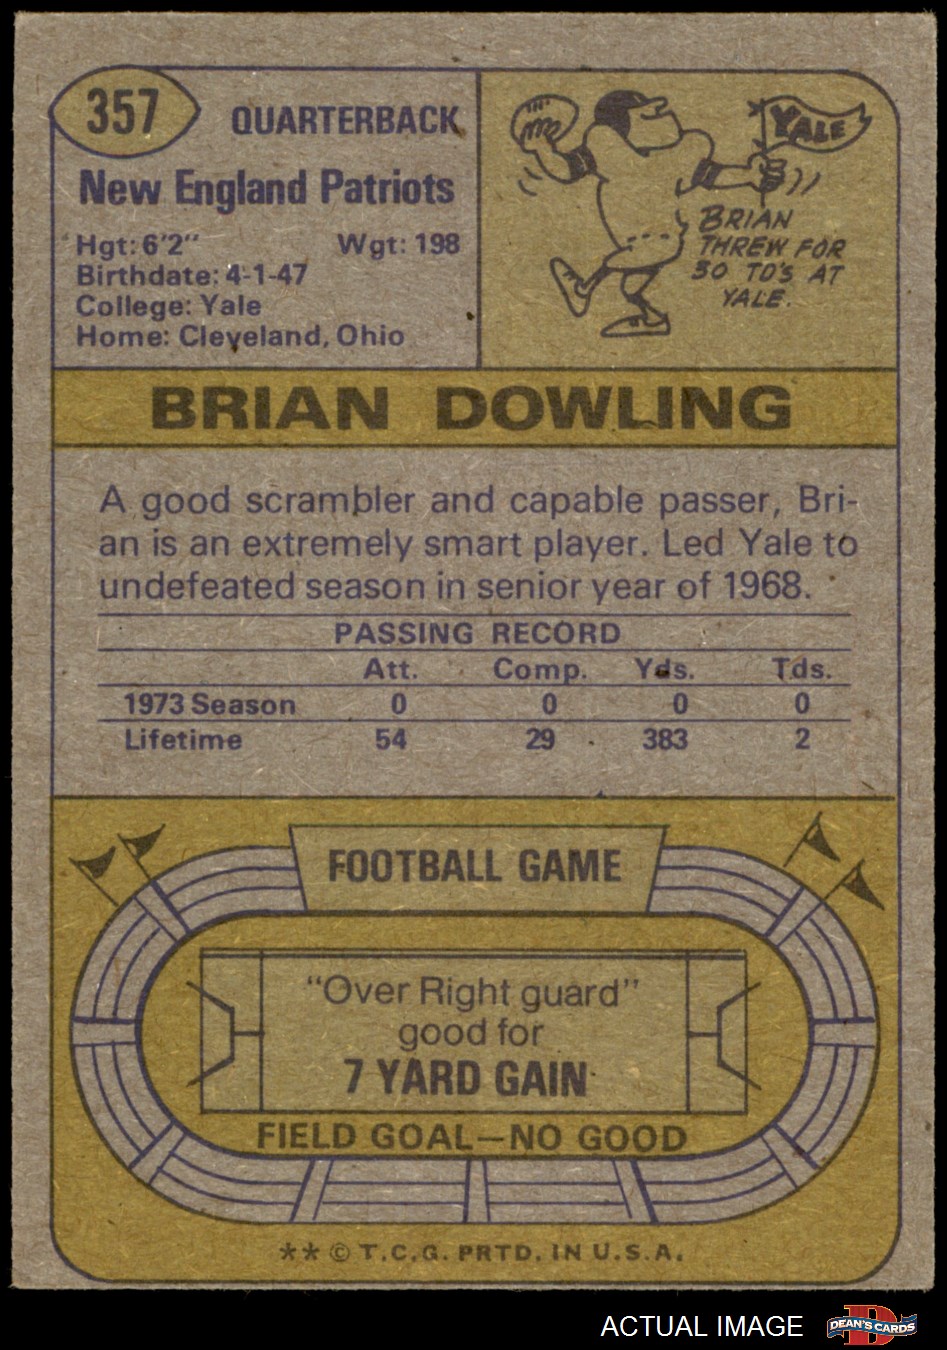 357
QUARTERBACK
New England Patriots
Hgt: 6'2" Wgt: 198
Birthdate: 4-1-47
College: Yale
Home: Cleveland, Ohio
YALE
BRIAN
THREW FOR
30 TD'S AT
YALE.
BRIAN DOWLING
A good scrambler and capable passer, Bri-
an is an extremely smart player. Led Yale to
undefeated season in senior year of 1968.
PASSING RECORD
Att. Comp. Yds. Tds.
1973 Season 0 0 0 0
Lifetime 54 29 383 2
FOOTBALL GAME
"Over Right guard"
good for
7 YARD GAIN
FIELD GOAL—NO GOOD
** © T.C.G. PRTD. IN U.S.A.
ACTUAL IMAGE
D
DEAN'S CARDS